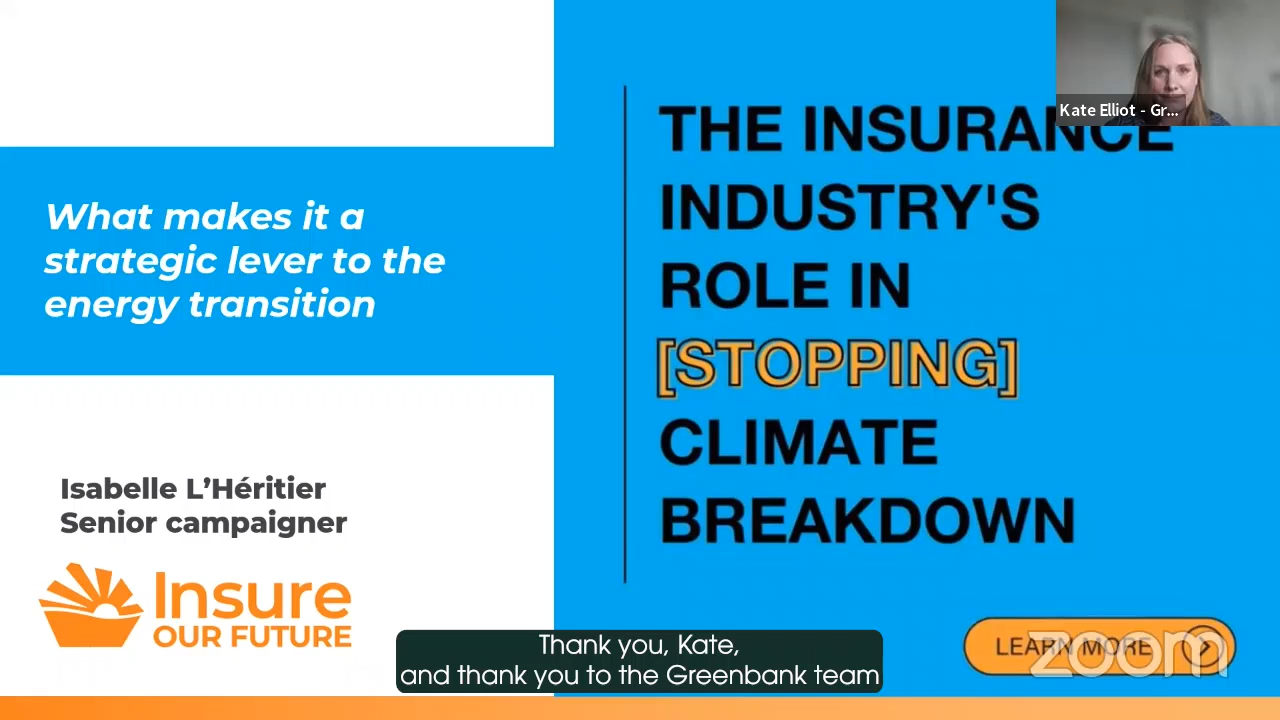 What makes it a
strategic lever to the
energy transition
Isabelle L’Héritier
Senior campaigner
Insure
OUR FUTURE
THE INSURANCE
INDUSTRY'S
ROLE IN
[STOPPING]
CLIMATE
BREAKDOWN
Kate Elliot - Gr...
LEARN MORE
zoom
Thank you, Kate,
and thank you to the Greenbank team